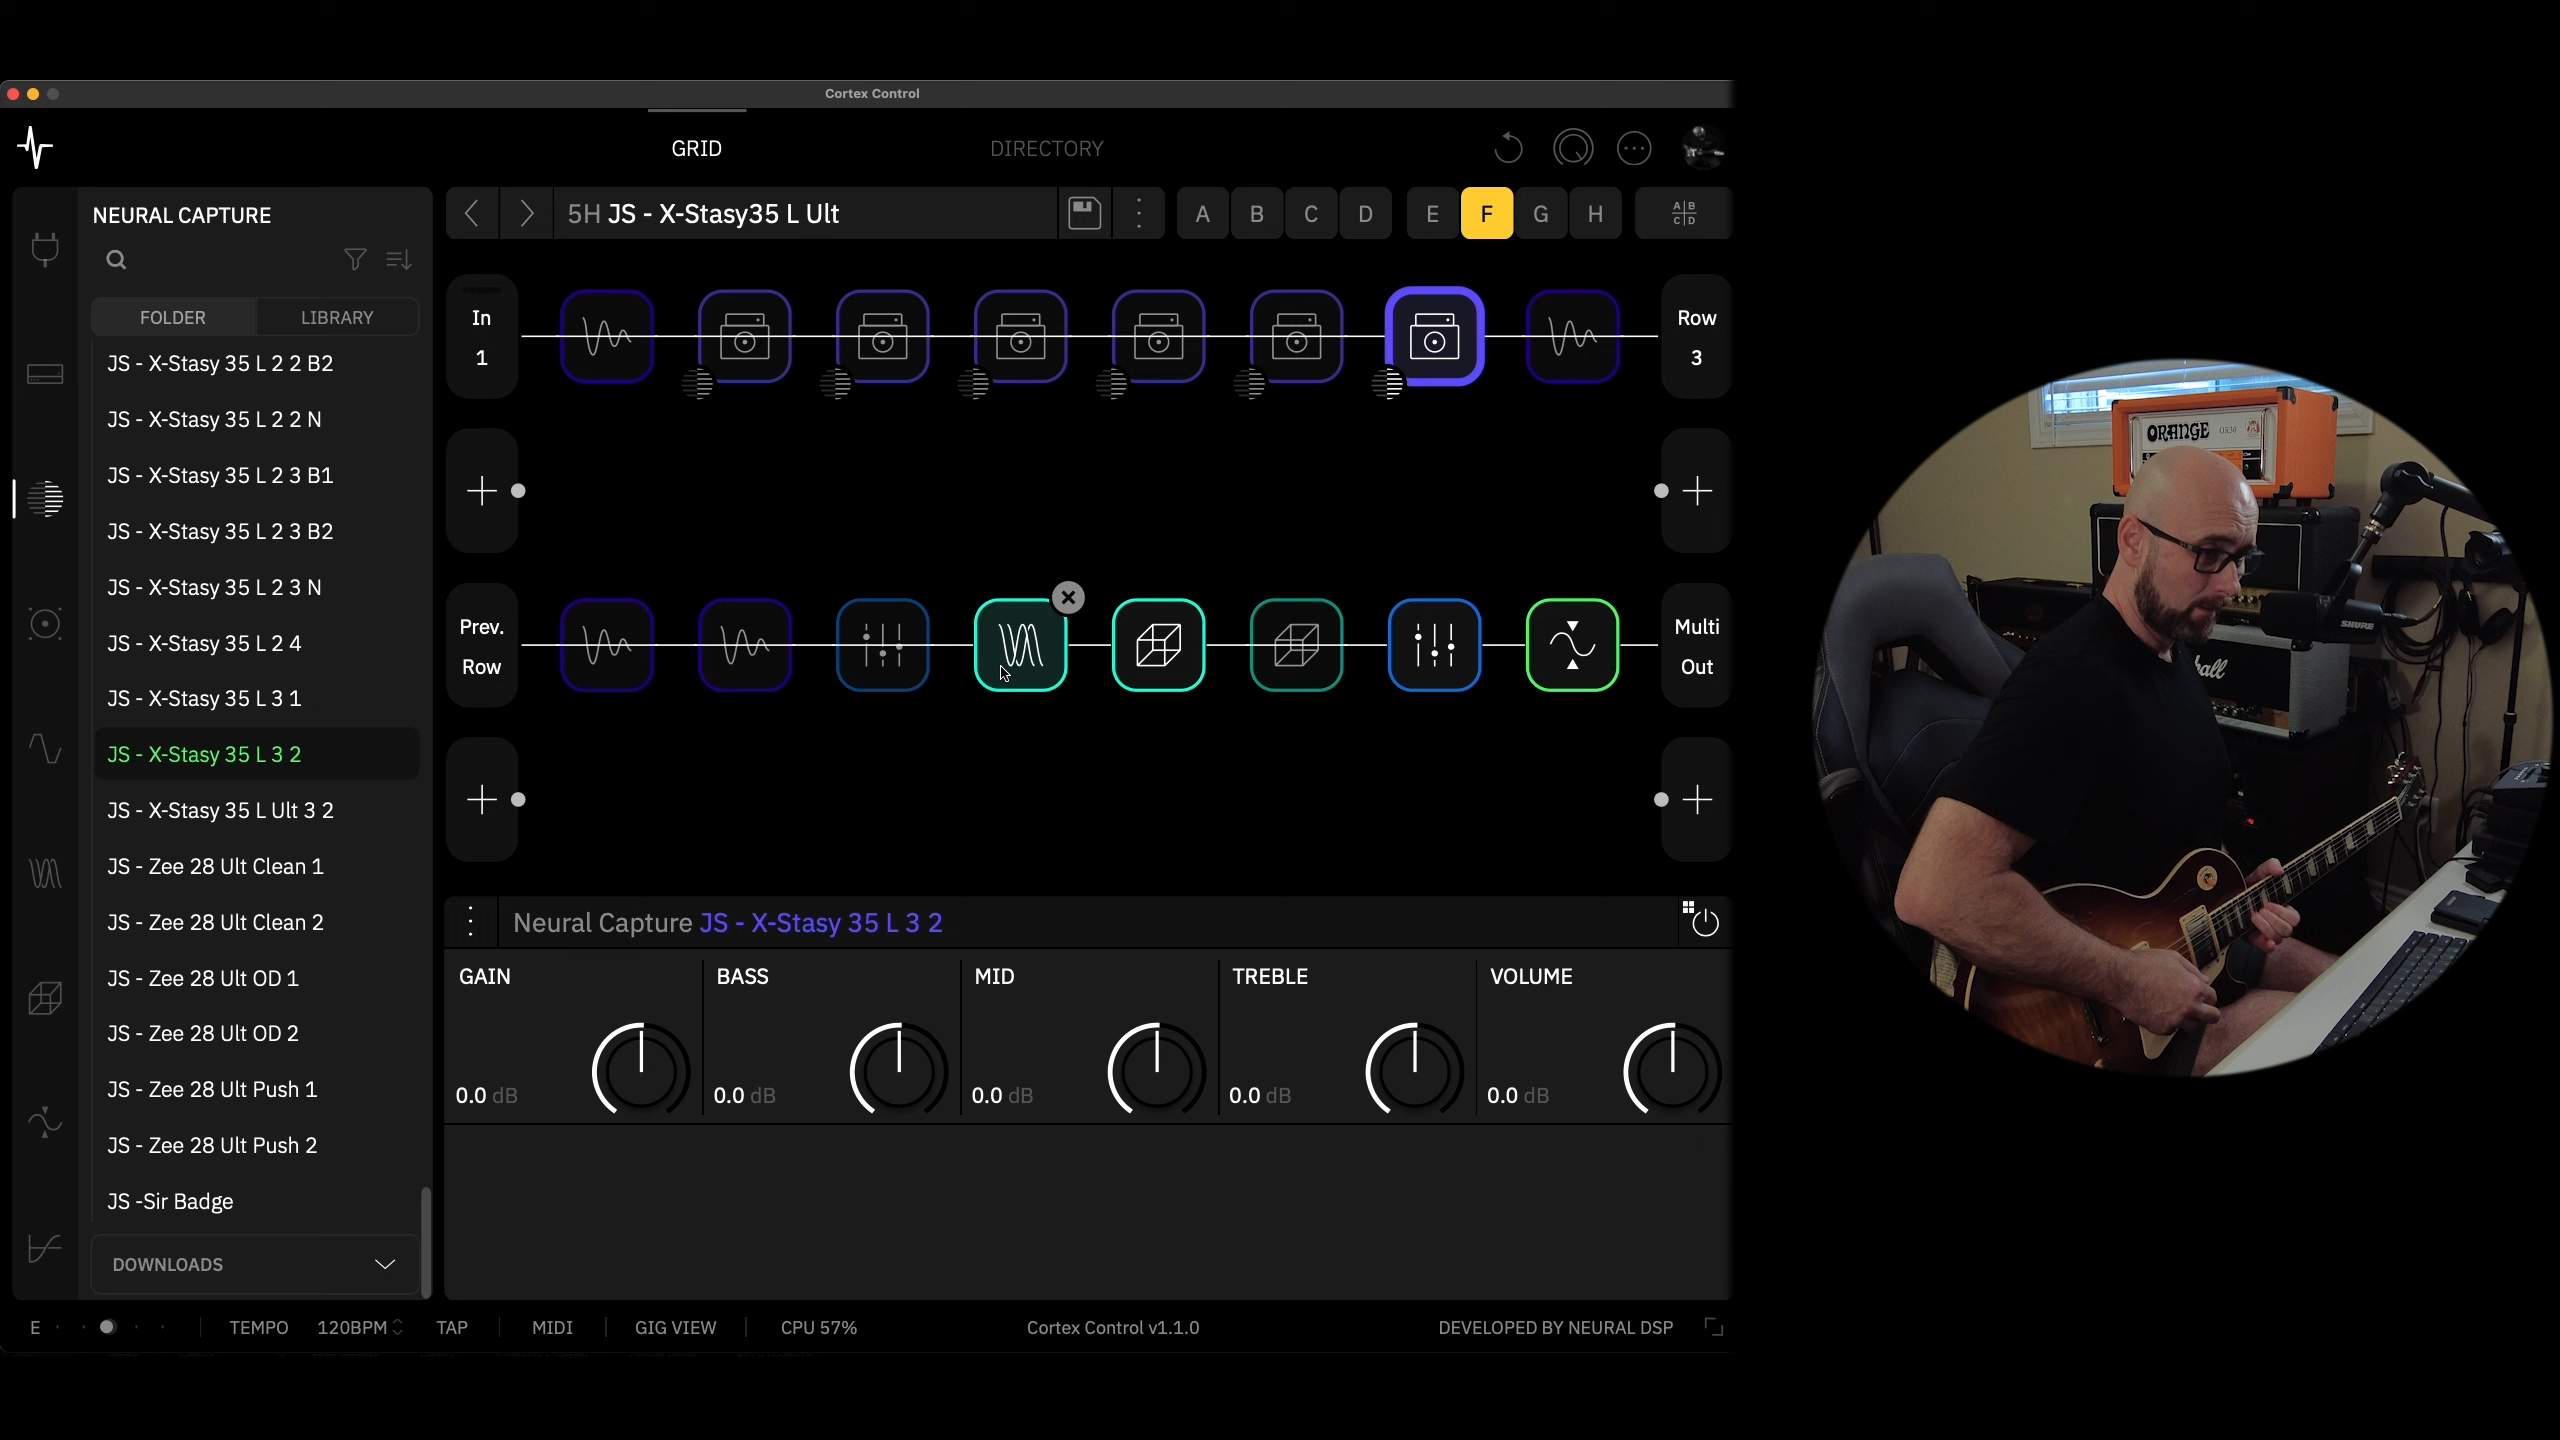 Cortex Control
GRID
DIRECTORY
NEURAL CAPTURE
FOLDER
LIBRARY
JS - X-Stasy 35 L 2 2 B2
JS - X-Stasy 35 L 2 2 N
JS - X-Stasy 35 L 2 3 B1
JS - X-Stasy 35 L 2 3 B2
JS - X-Stasy 35 L 2 3 N
JS - X-Stasy 35 L 2 4
JS - X-Stasy 35 L 3 1
JS - X-Stasy 35 L 3 2
JS - X-Stasy 35 L Ult 3 2
JS - Zee 28 Ult Clean 1
JS - Zee 28 Ult Clean 2
JS - Zee 28 Ult OD 1
JS - Zee 28 Ult OD 2
JS - Zee 28 Ult Push 1
JS - Zee 28 Ult Push 2
JS -Sir Badge
DOWNLOADS
5H JS - X-Stasy35 L Ult
A B C D E F G H
A B
C D
In
1
Row
3
Prev.
Row
Multi
Out
Neural Capture JS - X-Stasy 35 L 3 2
GAIN
0.0 dB
BASS
0.0 dB
MID
0.0 dB
TREBLE
0.0 dB
VOLUME
0.0 dB
E
TEMPO 120BPM TAP MIDI GIG VIEW CPU 57% Cortex Control v1.1.0 DEVELOPED BY NEURAL DSP
ORANGE OR30
SHURE